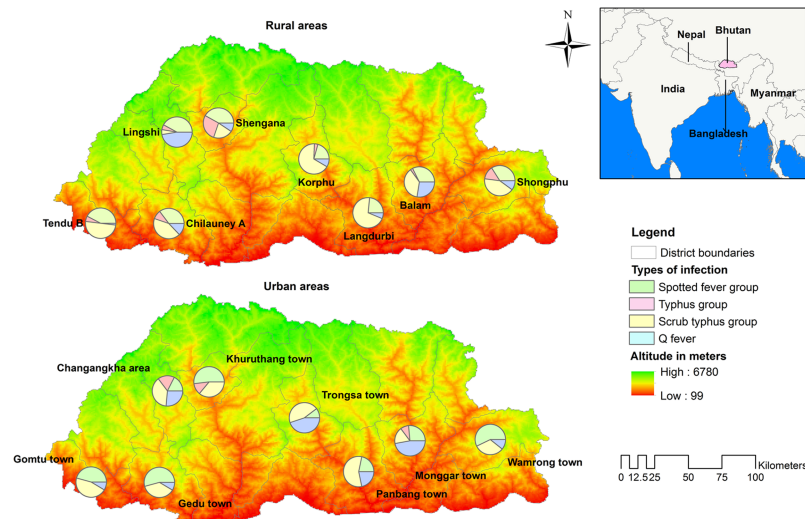 Rural areas
Lingshi
Shengana
Korphu
Shongphu
Balam
Tendu B
Chilauney A
Langdurbi
Urban areas
Changangkha area
Khuruthang town
Trongsa town
Gomtu town
Wamrong town
Monggar town
Gedu town
Panbang town
N
Nepal
Bhutan
India
Myanmar
Bangladesh
Legend
District boundaries
Types of infection
Spotted fever group
Typhus group
Scrub typhus group
Q fever
Altitude in meters
High : 6780
Low : 99
Kilometers
0 12.525 50 75 100